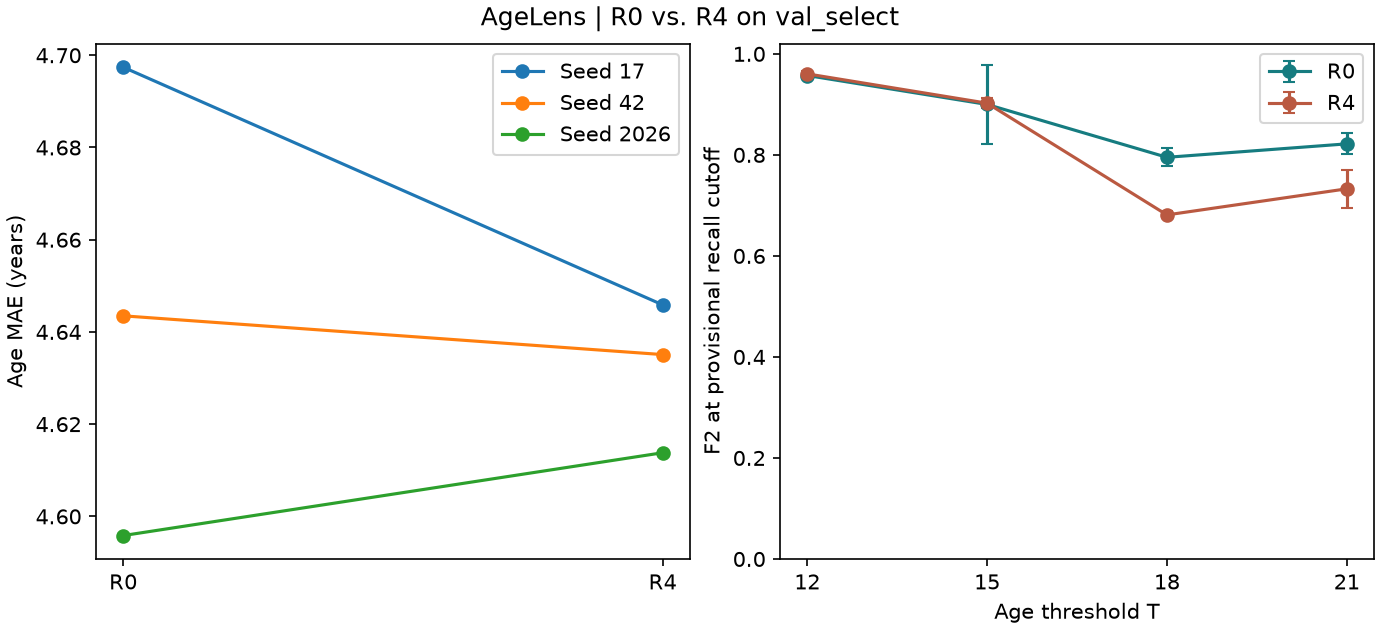 AgeLens | R0 vs. R4 on val_select
Age MAE (years)
4.70
4.68
4.66
4.64
4.62
4.60
R0
R4
Seed 17
Seed 42
Seed 2026
F2 at provisional recall cutoff
1.0
0.8
0.6
0.4
0.2
0.0
12
15
18
21
Age threshold T
R0
R4